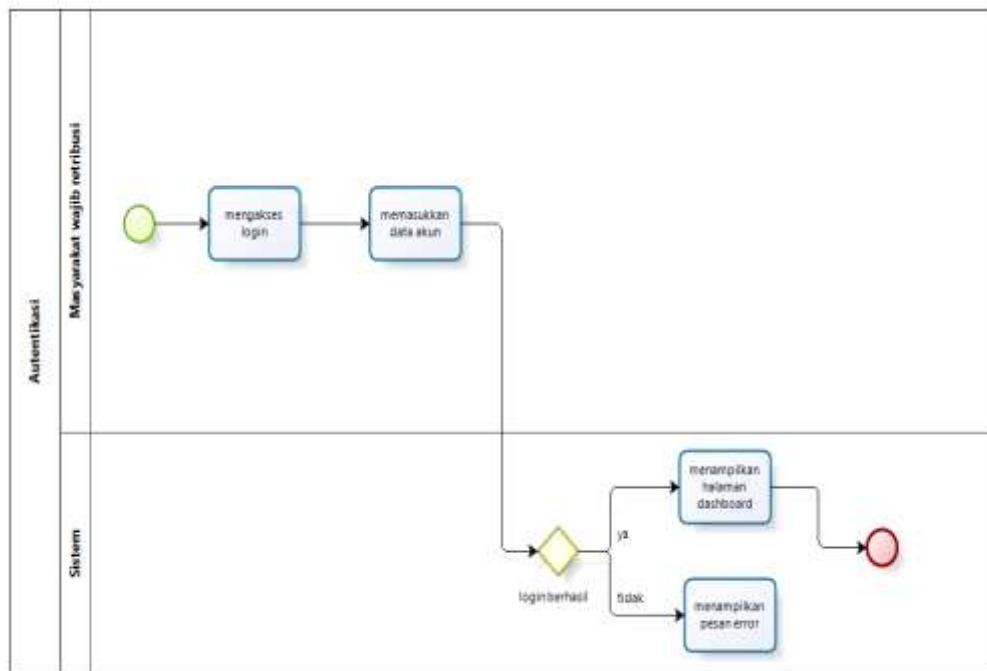 Autentikasi
Masyarakat wajib retribusi
mengakses
login
memasukkan
data akun
Sistem
login berhasil
ya
tidak
menampilkan
halaman
dashboard
menampilkan
pesan error